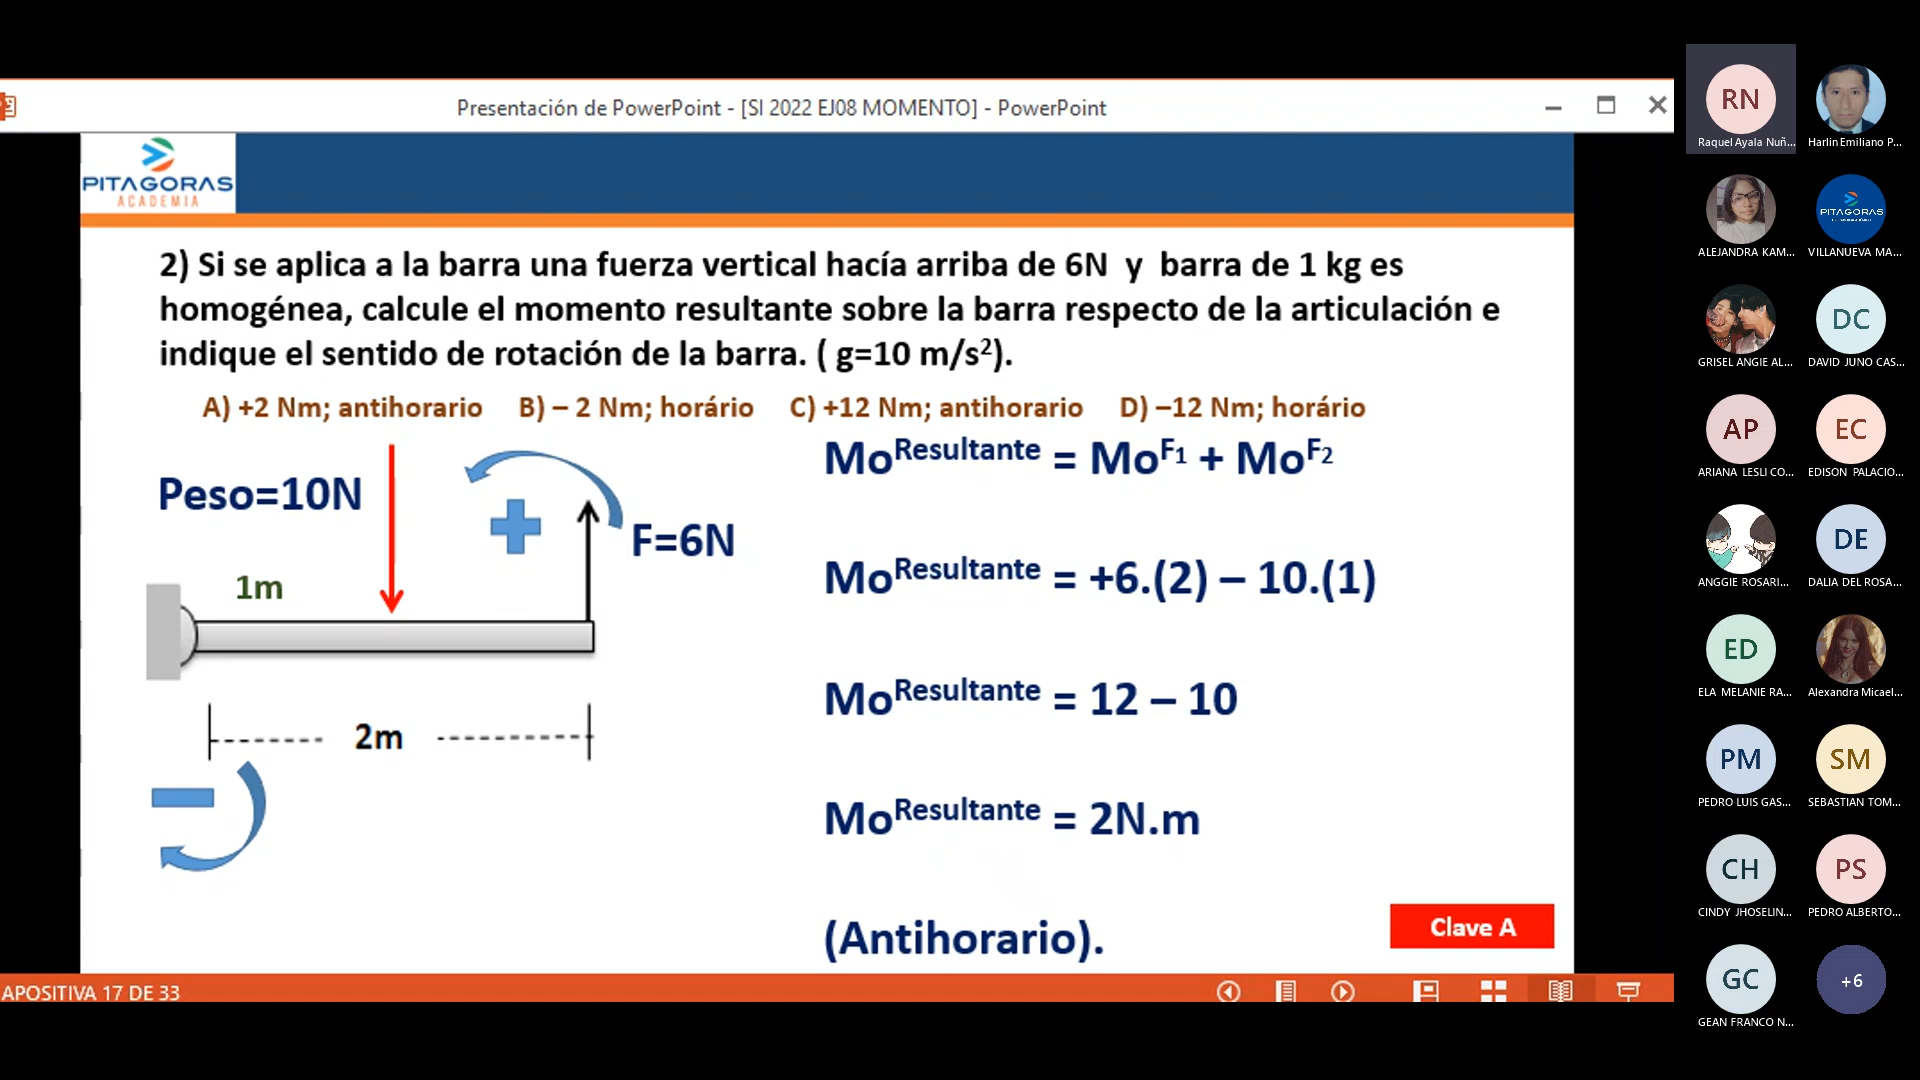 Presentación de PowerPoint - [SI 2022 EJ08 MOMENTO] - PowerPoint
PITAGORAS
ACADEMIA
2) Si se aplica a la barra una fuerza vertical hacía arriba de 6N y barra de 1 kg es
homogénea, calcule el momento resultante sobre la barra respecto de la articulación e
indique el sentido de rotación de la barra. ( g=10 m/s²).
A) +2 Nm; antihorario B) – 2 Nm; horário C) +12 Nm; antihorario D) –12 Nm; horário
Peso=10N
F=6N
1m
2m
Mo^Resultante = Mo^F₁ + Mo^F₂
Mo^Resultante = +6.(2) – 10.(1)
Mo^Resultante = 12 – 10
Mo^Resultante = 2N.m
(Antihorario).
Clave A
APOSITIVA 17 DE 33
RN
Raquel Ayala Nuñ...
Harlin Emiliano P...
ALEJANDRA KAM...
PITAGORAS
VILLANUEVA MA...
GRISEL ANGIE AL...
DC
DAVID JUNO CAS...
AP
ARIANA LESLI CO...
EC
EDISON PALACIO...
ANGGIE ROSARI...
DE
DALIA DEL ROSA...
ED
ELA MELANIE RA...
Alexandra Micael...
PM
PEDRO LUIS GAS...
SM
SEBASTIAN TOM...
CH
CINDY JHOSELIN...
PS
PEDRO ALBERTO...
GC
GEAN FRANCO N...
+6